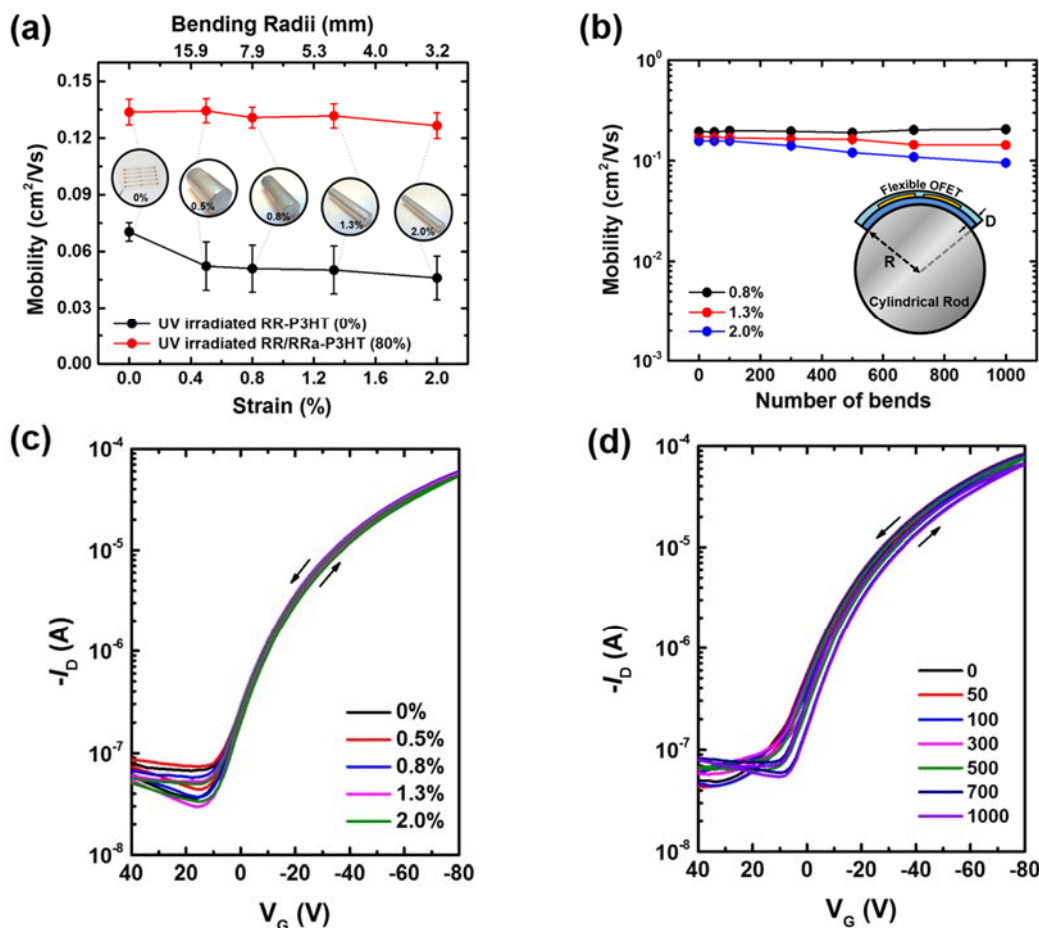 (a)
Bending Radii (mm)
15.9 7.9 5.3 4.0 3.2
0.15
0.12
0.09
0.06
0.03
0.00
Mobility (cm²/Vs)
0%
0.5%
0.8%
1.3%
2.0%
UV irradiated RR-P3HT (0%)
UV irradiated RR/RRa-P3HT (80%)
0.0 0.4 0.8 1.2 1.6 2.0
Strain (%)
(b)
10⁰
10⁻¹
10⁻²
10⁻³
Mobility (cm²/Vs)
Flexible OFET
D
R
Cylindrical Rod
0.8%
1.3%
2.0%
0 200 400 600 800 1000
Number of bends
(c)
10⁻⁴
10⁻⁵
10⁻⁶
10⁻⁷
10⁻⁸
-I_D (A)
0%
0.5%
0.8%
1.3%
2.0%
40 20 0 -20 -40 -60 -80
V_G (V)
(d)
10⁻⁴
10⁻⁵
10⁻⁶
10⁻⁷
10⁻⁸
-I_D (A)
0
50
100
300
500
700
1000
40 20 0 -20 -40 -60 -80
V_G (V)